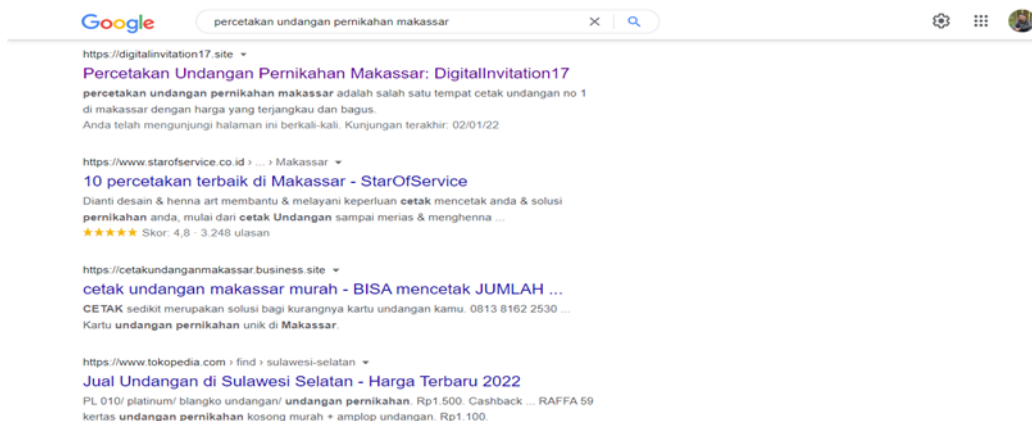 Google
percetakan undangan pernikahan makassar
https://digitalinvitation17.site
Percetakan Undangan Pernikahan Makassar: DigitalInvitation17
percetakan undangan pernikahan makassar adalah salah satu tempat cetak undangan no 1
di makassar dengan harga yang terjangkau dan bagus.
Anda telah mengunjungi halaman ini berkali-kali. Kunjungan terakhir: 02/01/22
https://www.starofservice.co.id › ... › Makassar
10 percetakan terbaik di Makassar - StarOfService
Dianti desain & henna art membantu & melayani keperluan cetak mencetak anda & solusi
pernikahan anda, mulai dari cetak Undangan sampai merias & menghenna ...
★★★★★ Skor: 4,8 · 3.248 ulasan
https://cetakundanganmakassar.business.site
cetak undangan makassar murah - BISA mencetak JUMLAH ...
CETAK sedikit merupakan solusi bagi kurangnya kartu undangan kamu. 0813 8162 2530 ...
Kartu undangan pernikahan unik di Makassar.
https://www.tokopedia.com › find › sulawesi-selatan
Jual Undangan di Sulawesi Selatan - Harga Terbaru 2022
PL 010/ platinum/ blangko undangan/ undangan pernikahan. Rp1.500. Cashback ... RAFFA 59
kertas undangan pernikahan kosong murah + amplop undangan. Rp1.100.